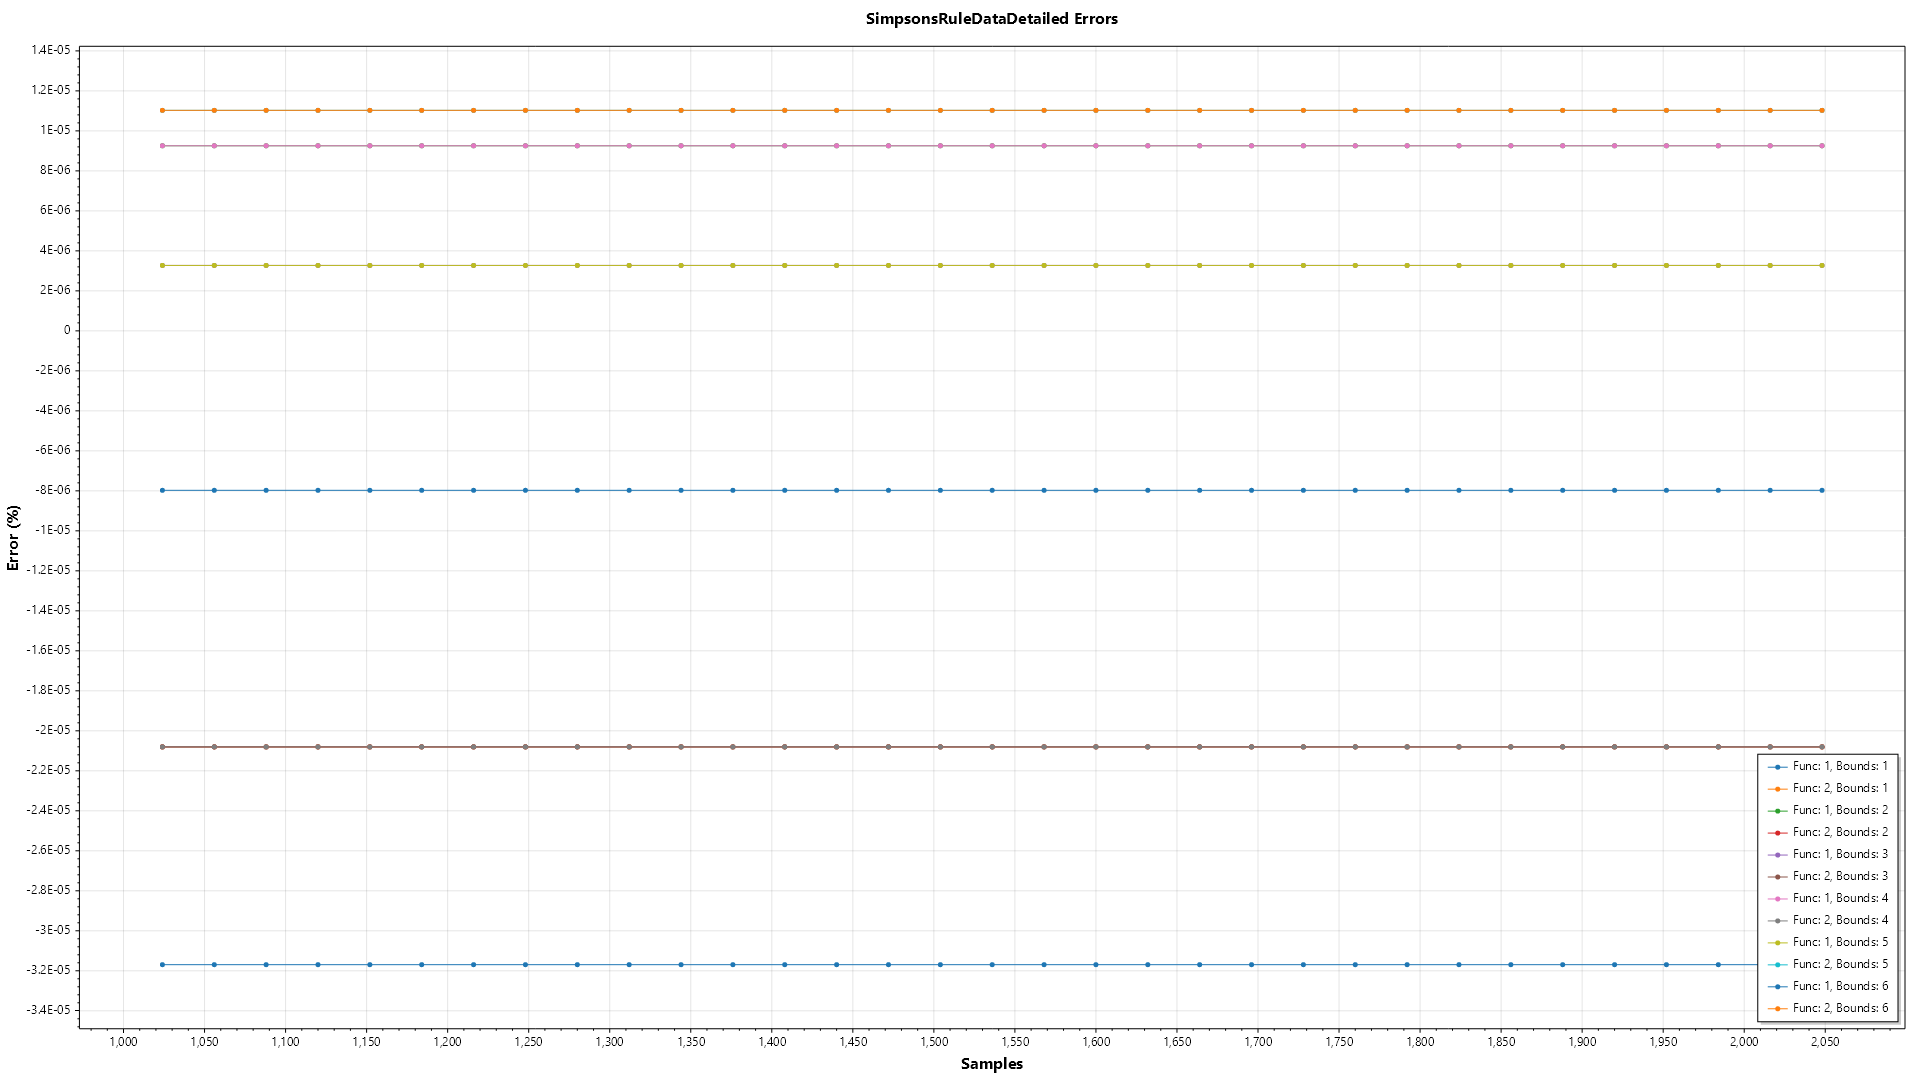 SimpsonsRuleDataDetailed Errors
1.4E-05
1.2E-05
1E-05
8E-06
6E-06
4E-06
2E-06
0
-2E-06
-4E-06
-6E-06
-8E-06
-1E-05
-1.2E-05
-1.4E-05
-1.6E-05
-1.8E-05
-2E-05
-2.2E-05
-2.4E-05
-2.6E-05
-2.8E-05
-3E-05
-3.2E-05
-3.4E-05
Error (%)
Func: 1, Bounds: 1
Func: 2, Bounds: 1
Func: 1, Bounds: 2
Func: 2, Bounds: 2
Func: 1, Bounds: 3
Func: 2, Bounds: 3
Func: 1, Bounds: 4
Func: 2, Bounds: 4
Func: 1, Bounds: 5
Func: 2, Bounds: 5
Func: 1, Bounds: 6
Func: 2, Bounds: 6
1,000 1,050 1,100 1,150 1,200 1,250 1,300 1,350 1,400 1,450 1,500 1,550 1,600 1,650 1,700 1,750 1,800 1,850 1,900 1,950 2,000 2,050
Samples